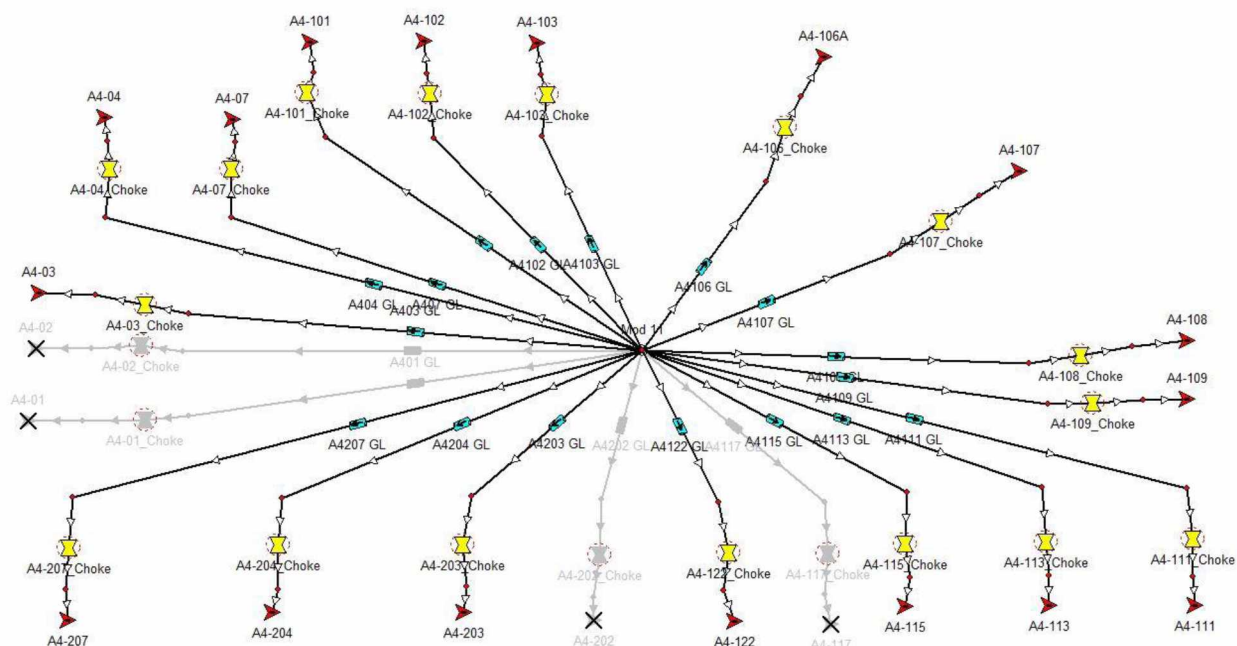 A4-101
A4-102
A4-103
A4-106A
A4-04
A4-07
A4-101_Choke
A4-102_Choke
A4-103_Choke
A4-106_Choke
A4-107
A4-04_Choke
A4-07_Choke
A4-107_Choke
A4102 GL
A4103 GL
A4-03
A404 GL
A403 GL
A407 GL
A4106 GL
A4107 GL
A4-03_Choke
Mod 11
A4-02
A4-02_Choke
A401 GL
A4-108
A4-108_Choke
A4109 GL
A4-109
A4-01
A4-01_Choke
A4-109_Choke
A4207 GL
A4204 GL
A4203 GL
A4202 GL
A4122 GL
A4117 GL
A4115 GL
A4113 GL
A4111 GL
A4-207_Choke
A4-204_Choke
A4-203_Choke
A4-202_Choke
A4-122_Choke
A4-117_Choke
A4-115_Choke
A4-113_Choke
A4-111_Choke
A4-207
A4-204
A4-203
A4-202
A4-122
A4-117
A4-115
A4-113
A4-111